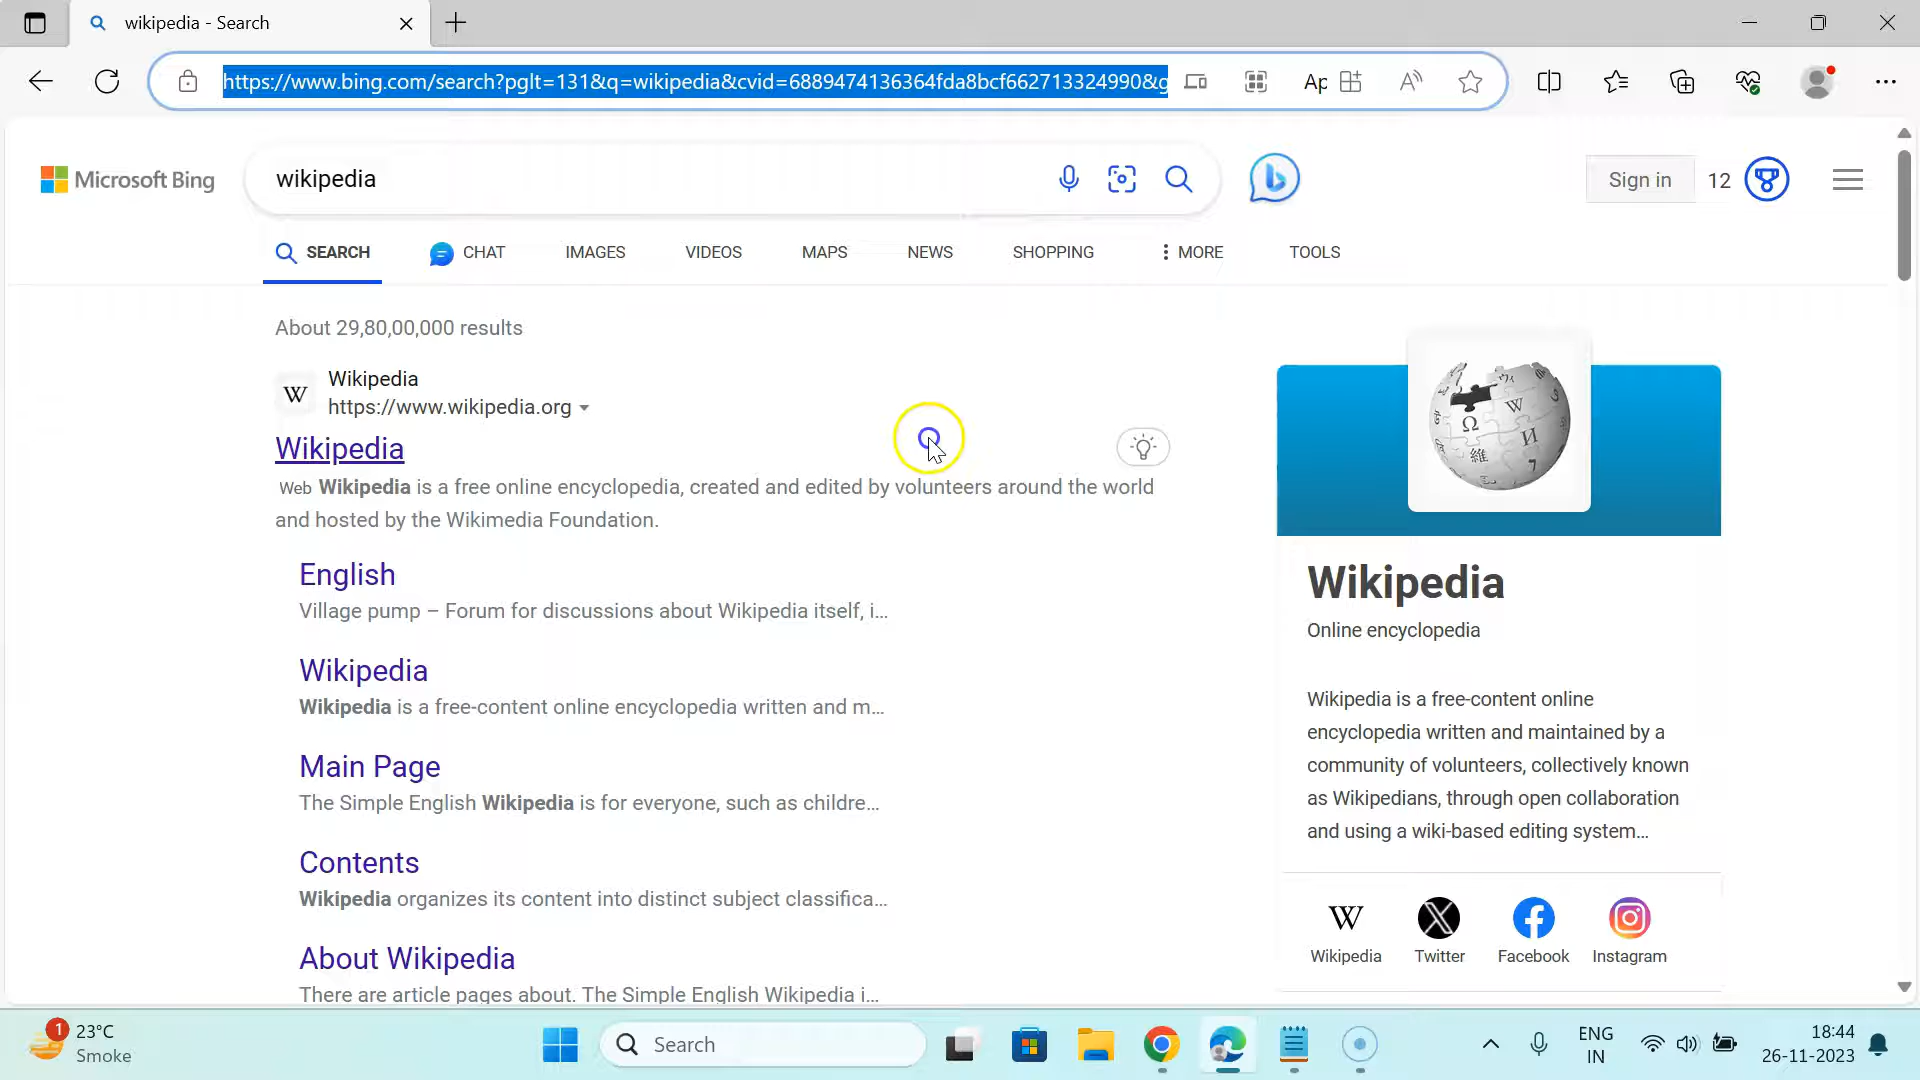 wikipedia - Search
https://www.bing.com/search?pglt=131&q=wikipedia&cvid=6889474136364fda8bcf662713324990&g
Microsoft Bing
wikipedia
Sign in
12
SEARCH
CHAT
IMAGES
VIDEOS
MAPS
NEWS
SHOPPING
MORE
TOOLS
About 29,80,00,000 results
W
Wikipedia
https://www.wikipedia.org
Wikipedia
Web Wikipedia is a free online encyclopedia, created and edited by volunteers around the world
and hosted by the Wikimedia Foundation.
English
Village pump – Forum for discussions about Wikipedia itself, i...
Wikipedia
Wikipedia is a free-content online encyclopedia written and m...
Main Page
The Simple English Wikipedia is for everyone, such as childre...
Contents
Wikipedia organizes its content into distinct subject classifica...
About Wikipedia
There are article pages about. The Simple English Wikipedia i...
Wikipedia
Online encyclopedia
Wikipedia is a free-content online
encyclopedia written and maintained by a
community of volunteers, collectively known
as Wikipedians, through open collaboration
and using a wiki-based editing system...
W
Wikipedia
Twitter
Facebook
Instagram
1
23°C
Smoke
Search
ENG
IN
18:44
26-11-2023